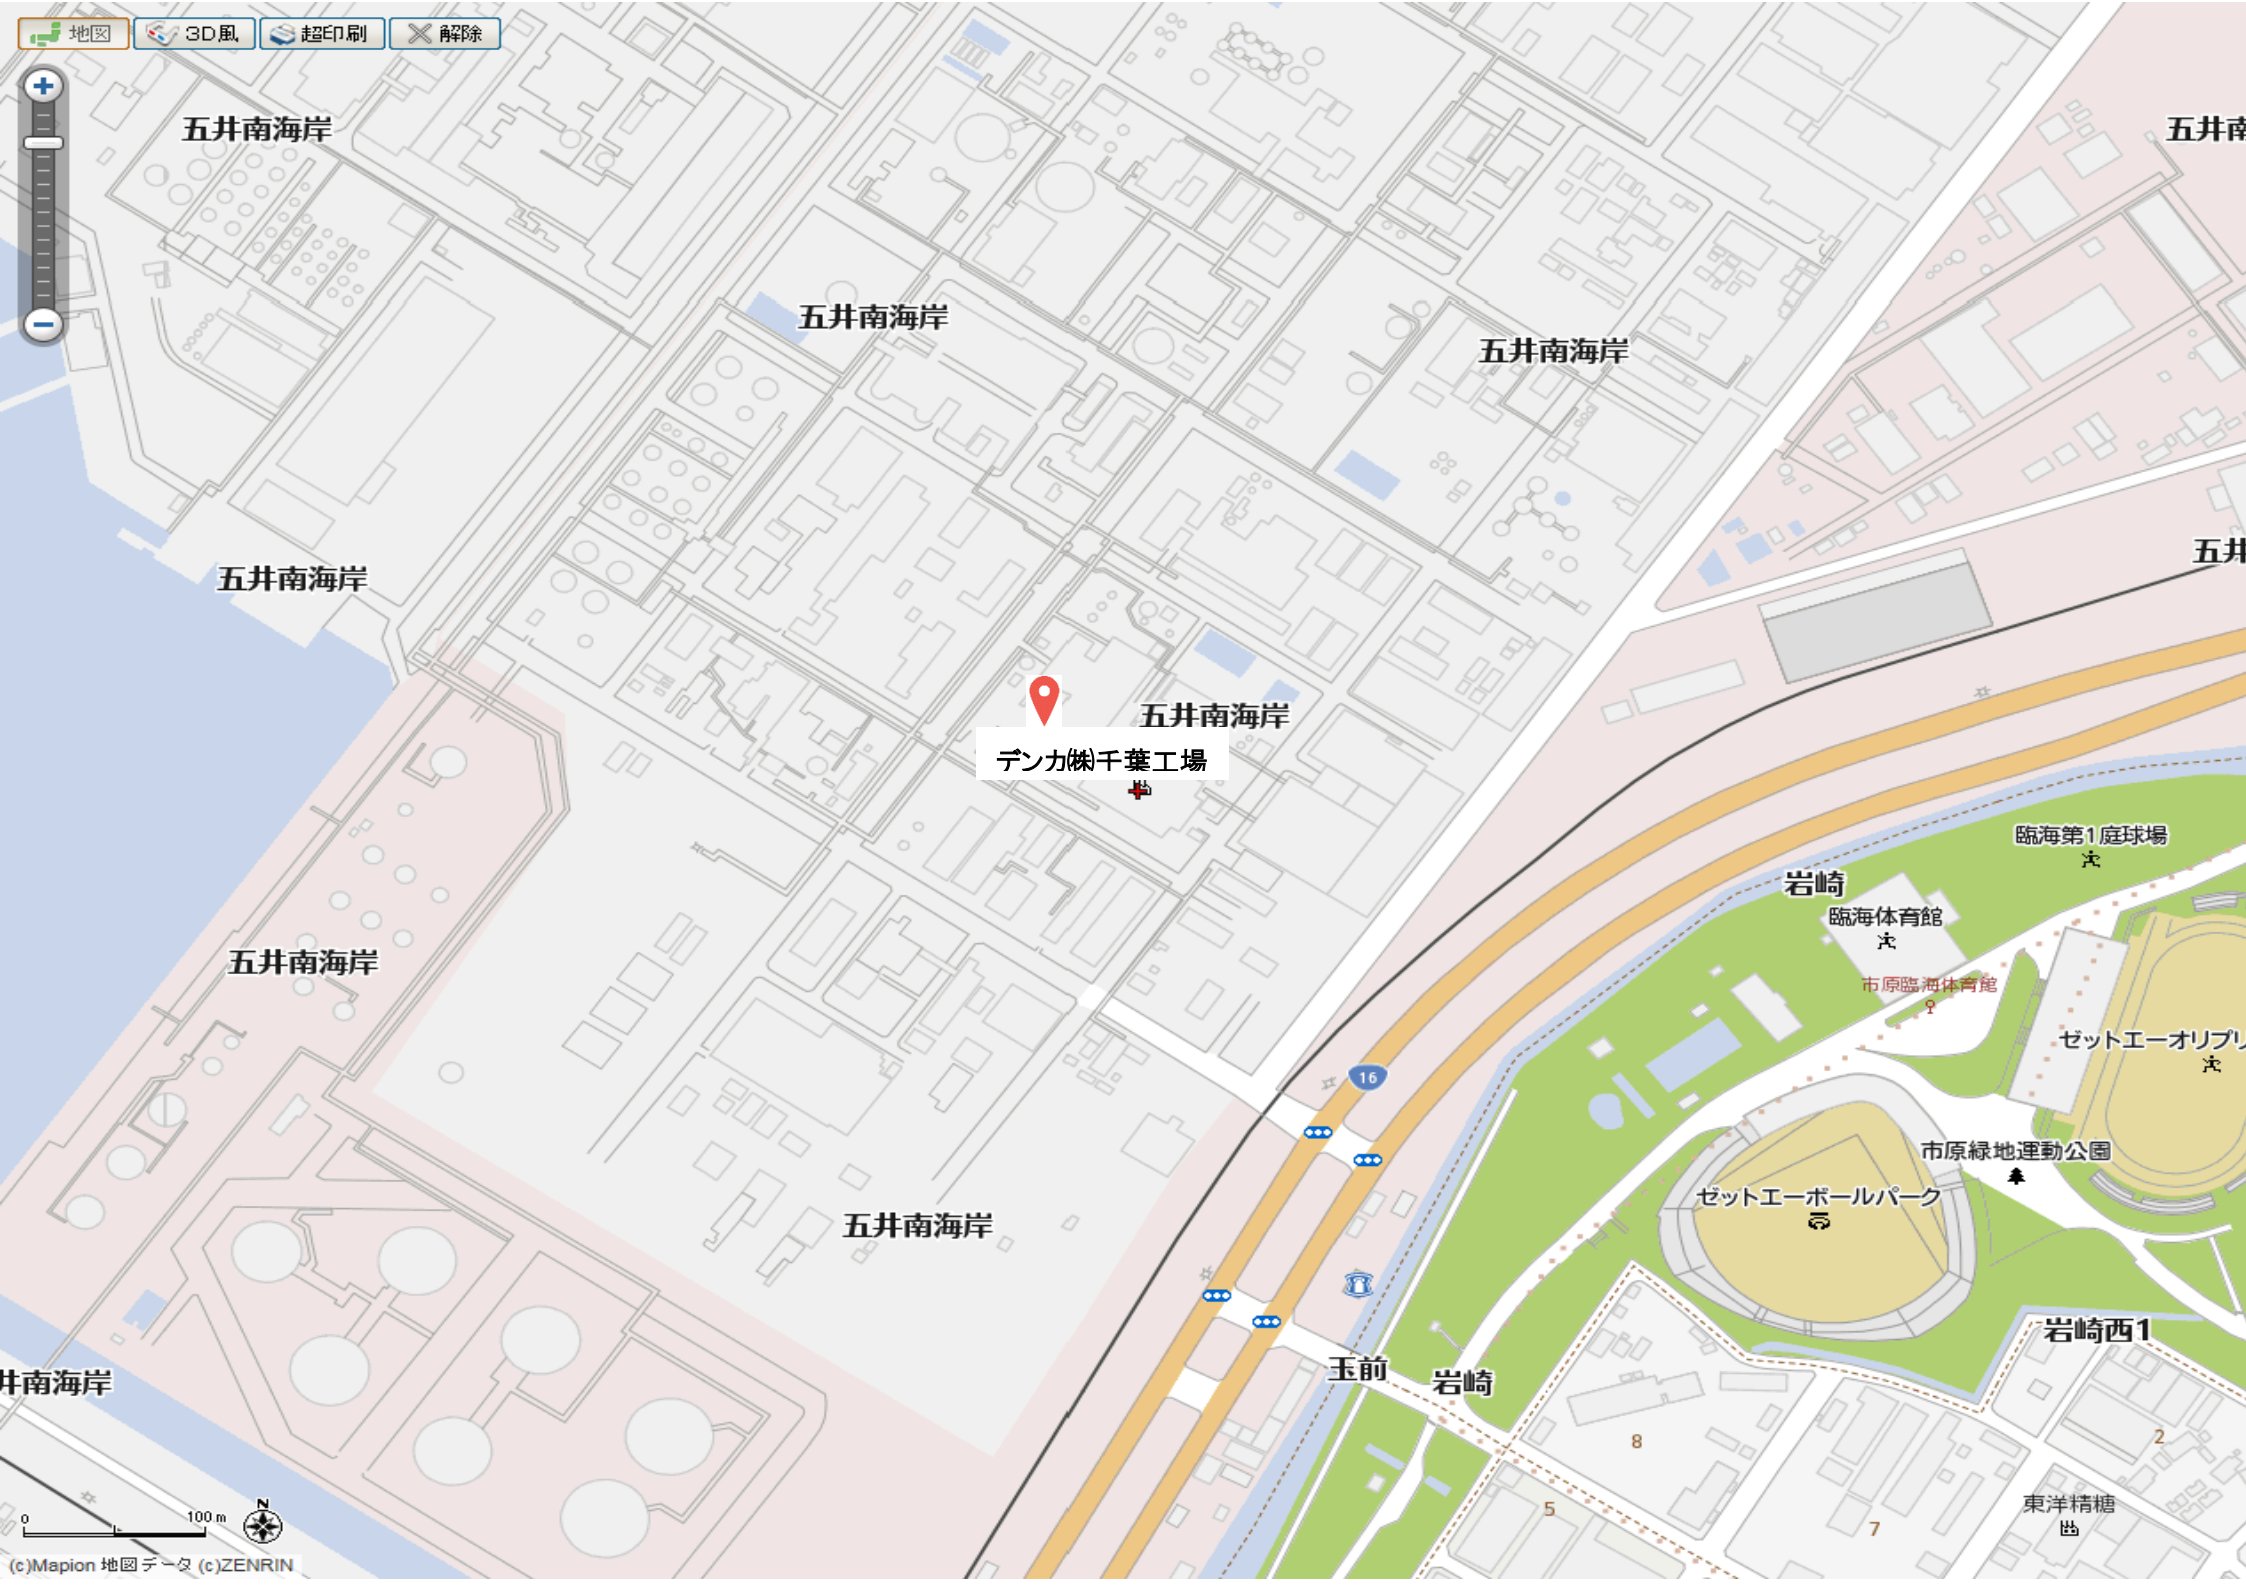 地図 3D風 超印刷 解除
五井南海岸
五井南
五井南海岸
五井南海岸
五井
五井南海岸
五井南海岸
デンカ㈱千葉工場
臨海第1庭球場
岩崎
臨海体育館
五井南海岸
市原臨海体育館
ゼットエーオリプリ
16
市原緑地運動公園
ゼットエーボールパーク
五井南海岸
岩崎西1
玉前
岩崎
井南海岸
8
2
5
7
東洋精糖
0 100m
N
(c)Mapion 地図データ (c)ZENRIN